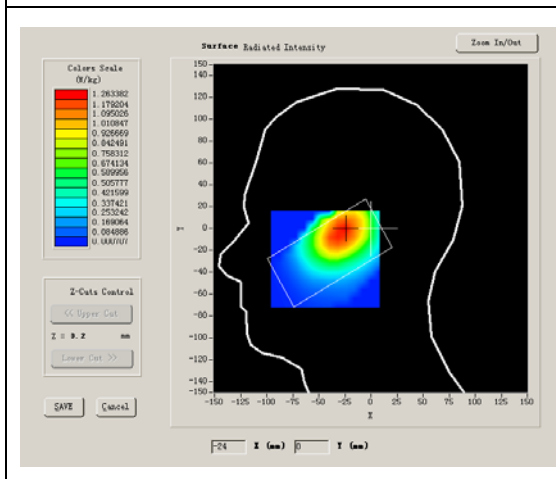 Surface Radiated Intensity
Zoom In/Out
Colors Scale
(W/kg)
1.263382
1.179204
1.095026
1.010847
0.926669
0.842491
0.758312
0.674134
0.589956
0.505777
0.421599
0.337421
0.253242
0.169064
0.084886
0.000707
150
140
120
100
80
60
40
20
0
-20
-40
-60
-80
-100
-120
-140
-150
Y
-150 -125 -100 -75 -50 -25 0 25 50 75 100 125 150
X
Z-Cuts Control
<< Upper Cut
Z = 0.2 mm
Lower Cut >>
SAVE Cancel
-24 X (mm) 0 Y (mm)